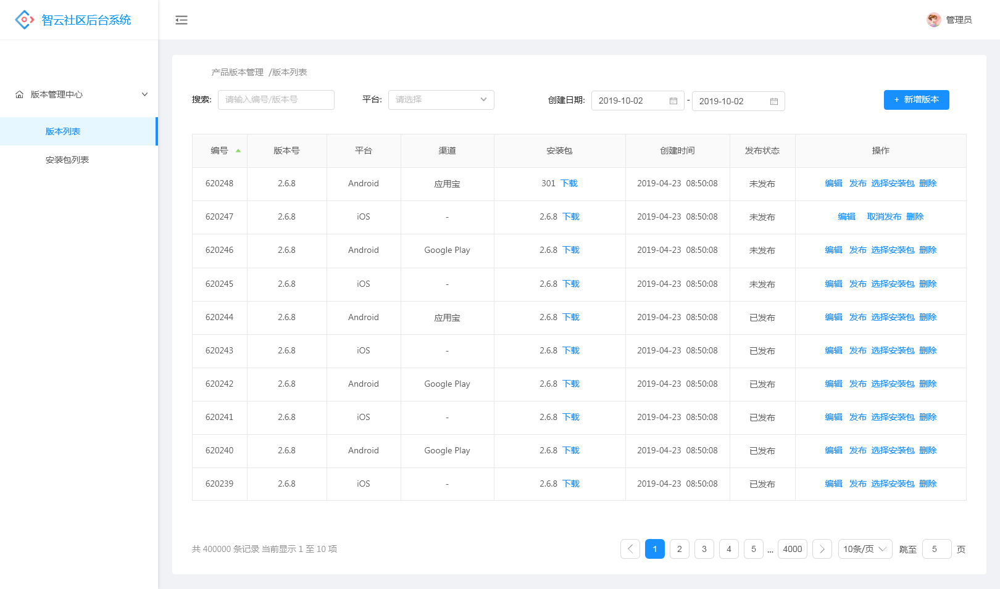 智云社区后台系统
管理员
版本管理中心
版本列表
安装包列表
产品版本管理 /版本列表
搜索: 请输入编号/版本号 平台: 请选择 创建日期: 2019-10-02 - 2019-10-02 + 新增版本
编号 版本号 平台 渠道 安装包 创建时间 发布状态 操作
620248 2.6.8 Android 应用宝 301 下载 2019-04-23 08:50:08 未发布 编辑 发布 选择安装包 删除
620247 2.6.8 iOS - 2.6.8 下载 2019-04-23 08:50:08 未发布 编辑 取消发布 删除
620246 2.6.8 Android Google Play 2.6.8 下载 2019-04-23 08:50:08 未发布 编辑 发布 选择安装包 删除
620245 2.6.8 iOS - 2.6.8 下载 2019-04-23 08:50:08 未发布 编辑 发布 选择安装包 删除
620244 2.6.8 Android 应用宝 2.6.8 下载 2019-04-23 08:50:08 已发布 编辑 发布 选择安装包 删除
620243 2.6.8 iOS - 2.6.8 下载 2019-04-23 08:50:08 已发布 编辑 发布 选择安装包 删除
620242 2.6.8 Android Google Play 2.6.8 下载 2019-04-23 08:50:08 已发布 编辑 发布 选择安装包 删除
620241 2.6.8 iOS - 2.6.8 下载 2019-04-23 08:50:08 已发布 编辑 发布 选择安装包 删除
620240 2.6.8 Android Google Play 2.6.8 下载 2019-04-23 08:50:08 已发布 编辑 发布 选择安装包 删除
620239 2.6.8 iOS - 2.6.8 下载 2019-04-23 08:50:08 已发布 编辑 发布 选择安装包 删除
共 400000 条记录 当前显示 1 至 10 项 1 2 3 4 5 ... 4000 10条/页 跳至 5 页